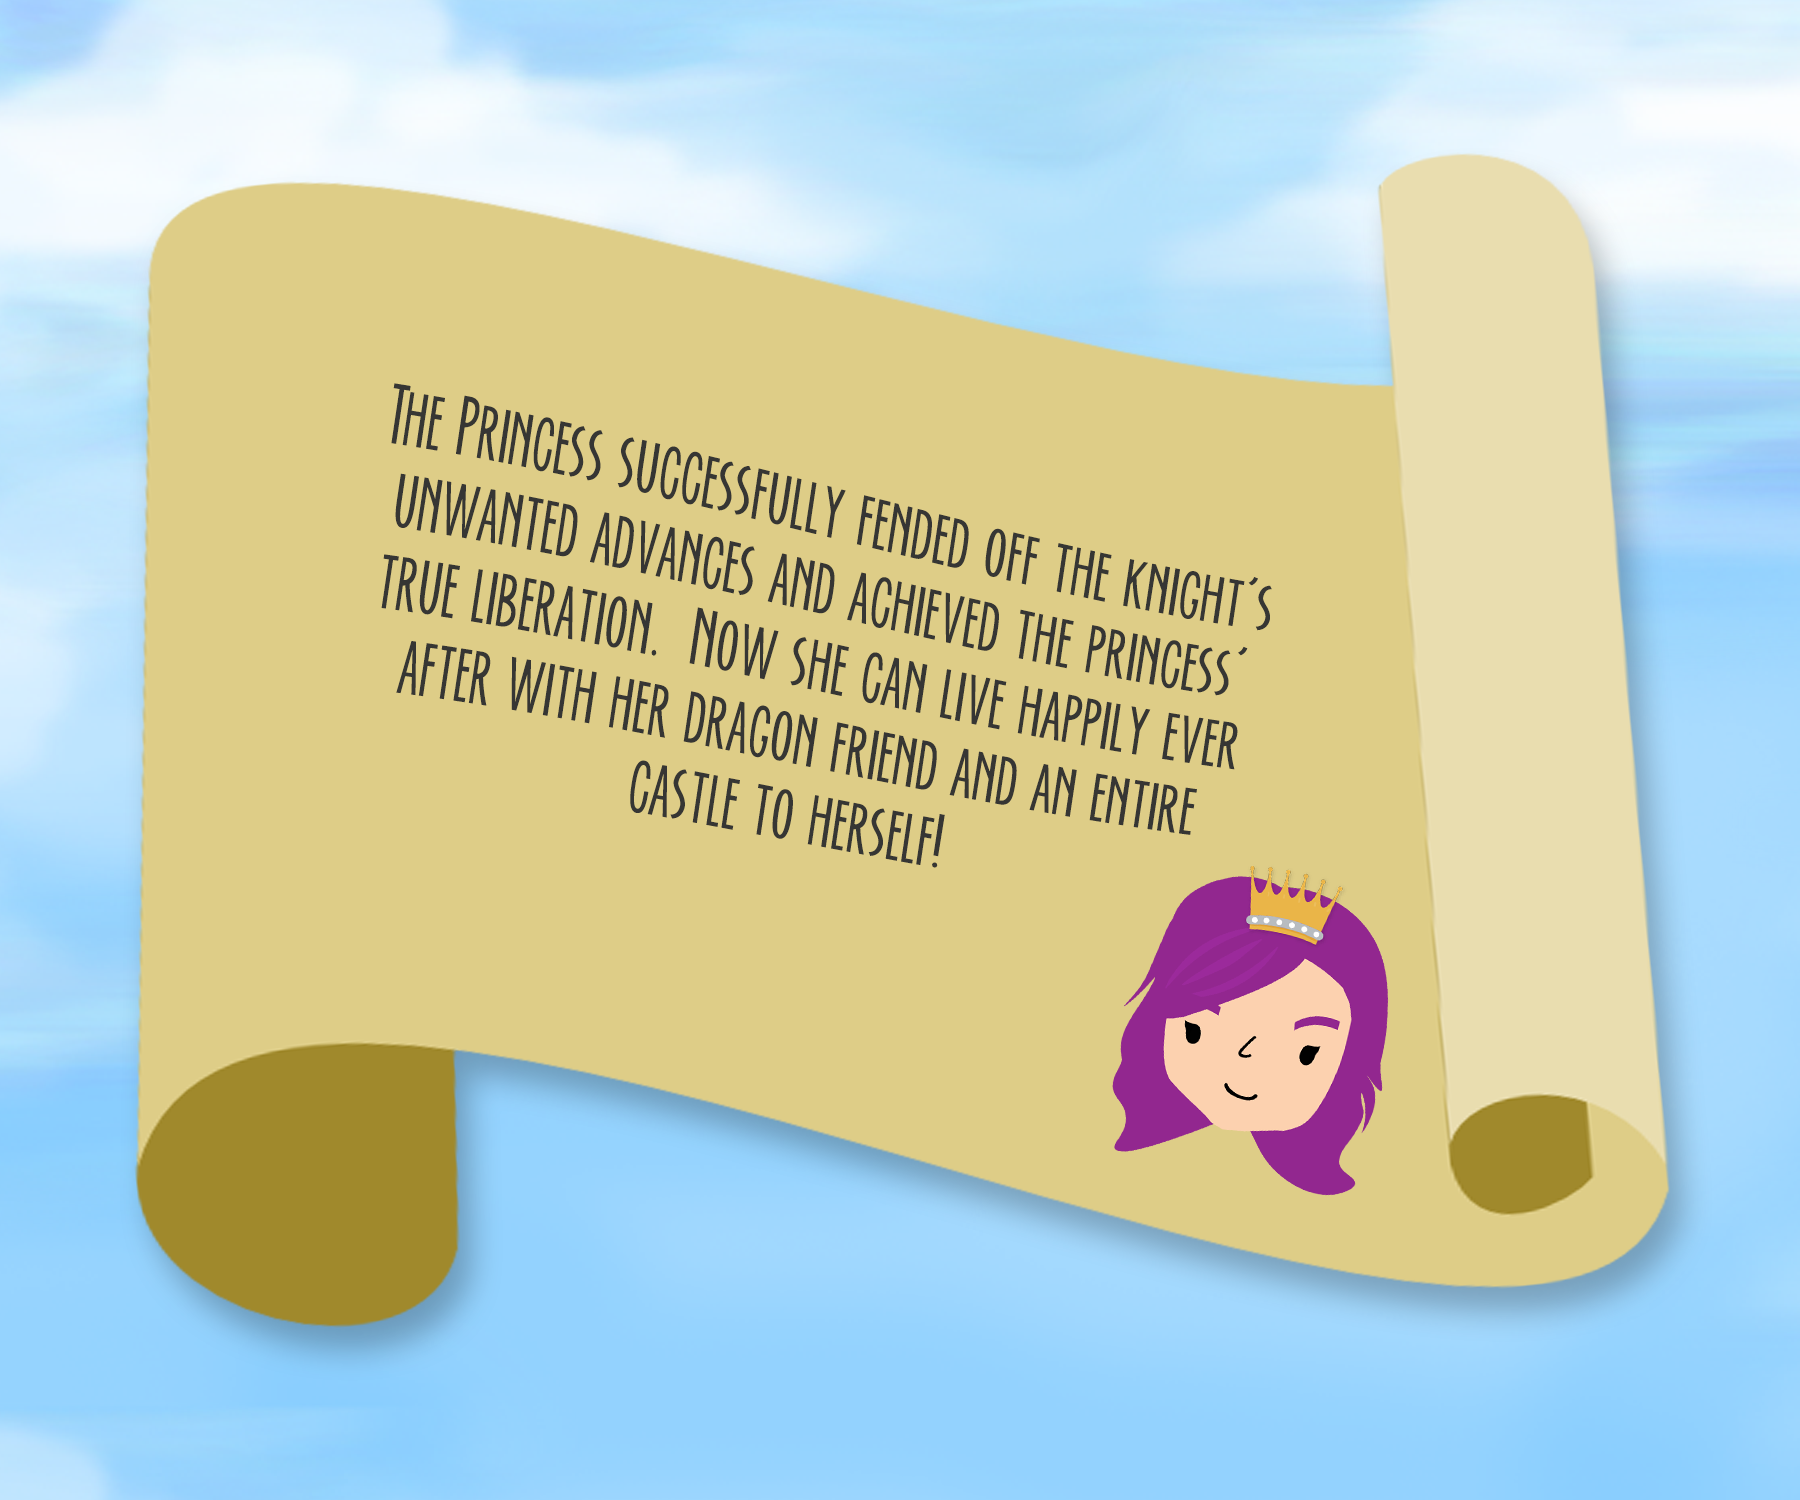 The Princess successfully fended off the knight's
unwanted advances and achieved the princess'
true liberation.  Now she can live happily ever
after with her dragon friend and an entire
castle to herself!